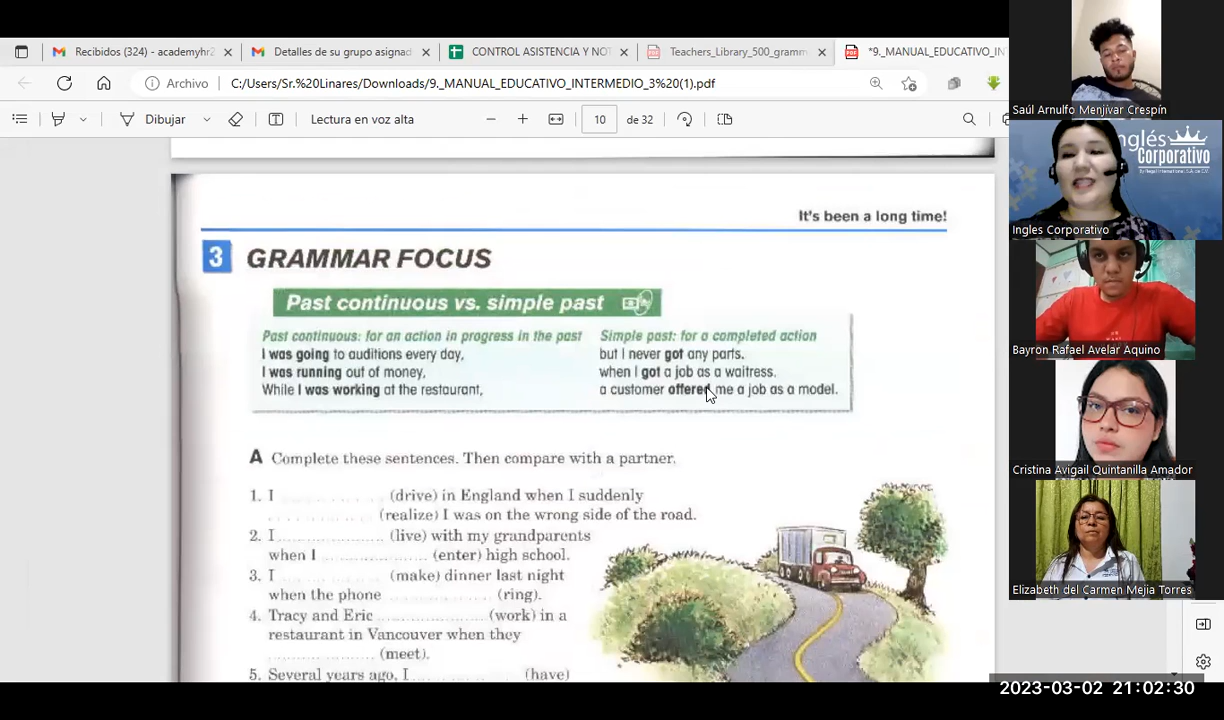 Recibidos (324) - academyhr2
Detalles de su grupo asignad
CONTROL ASISTENCIA Y NOT
Teachers_Library_500_gramm
*9._MANUAL_EDUCATIVO_IN
Archivo
C:/Users/Sr.%20Linares/Downloads/9._MANUAL_EDUCATIVO_INTERMEDIO_3%20(1).pdf
Dibujar
Lectura en voz alta
10 de 32
It's been a long time!
3 GRAMMAR FOCUS
Past continuous vs. simple past
Past continuous: for an action in progress in the past
I was going to auditions every day,
I was running out of money,
While I was working at the restaurant,
Simple past: for a completed action
but I never got any parts.
when I got a job as a waitress.
a customer offered me a job as a model.
A Complete these sentences. Then compare with a partner.
1. I ............ (drive) in England when I suddenly
............ (realize) I was on the wrong side of the road.
2. I ............ (live) with my grandparents
when I ............ (enter) high school.
3. I ............ (make) dinner last night
when the phone ............ (ring).
4. Tracy and Eric ............ (work) in a
restaurant in Vancouver when they
............ (meet).
5. Several years ago, I ............ (have)
Saúl Arnulfo Menjívar Crespín
Inglés
Corporativo
Ingles Corporativo
Bayron Rafael Avelar Aquino
Cristina Avigail Quintanilla Amador
Elizabeth del Carmen Mejia Torres
2023-03-02 21:02:30